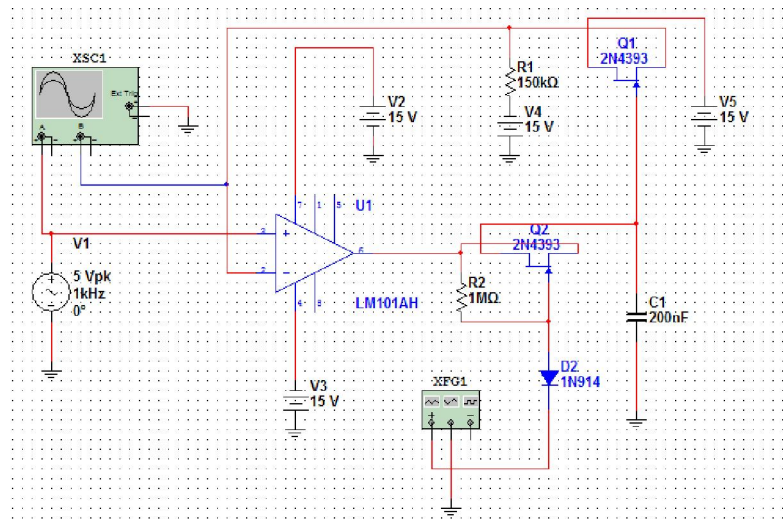 XSC1
Ext Trig
A
B
V2
15 V
R1
150kΩ
V4
15 V
Q1
2N4393
V5
15 V
V1
5 Vpk
1kHz
0°
U1
7
1
5
3
2
6
4
8
LM101AH
V3
15 V
Q2
2N4393
R2
1MΩ
C1
200nF
D2
1N914
XFG1